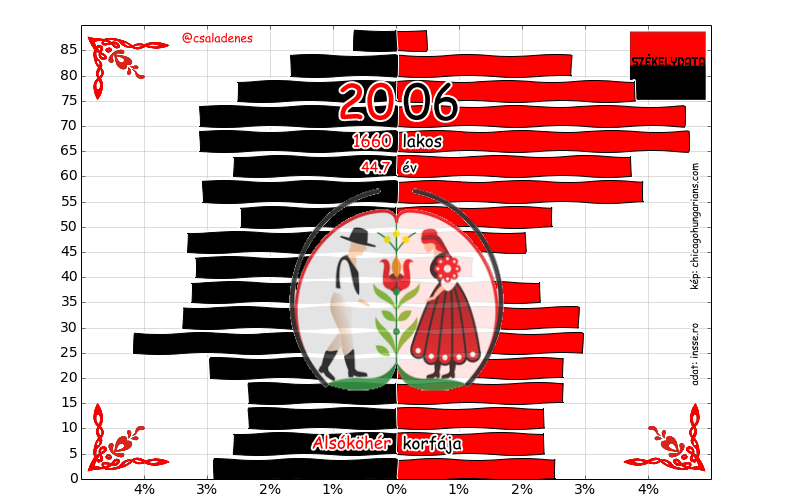 @csaladenes
SZÉKELYDATA
2006
1660 lakos
44.7 év
Alsóköhér korfája
kép: chicagohungarians.com
adat: insse.ro
85
80
75
70
65
60
55
50
45
40
35
30
25
20
15
10
5
0
4% 3% 2% 1% 0% 1% 2% 3% 4%